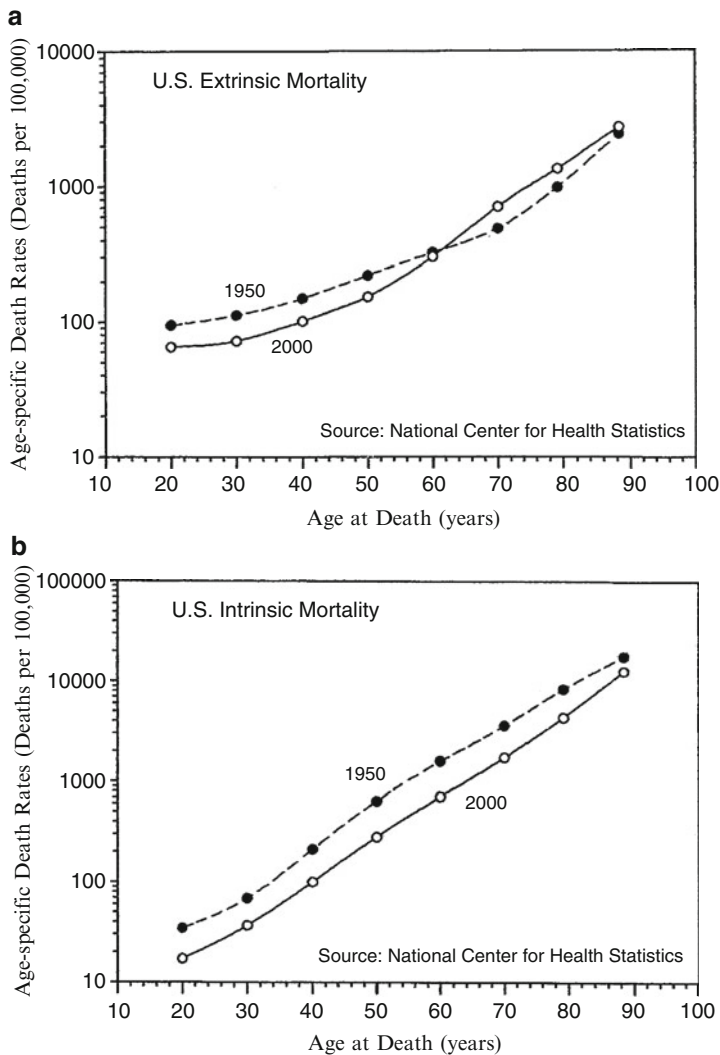 a
Age-specific Death Rates (Deaths per 100,000)
10000
1000
100
10
U.S. Extrinsic Mortality
1950
2000
Source: National Center for Health Statistics
10 20 30 40 50 60 70 80 90 100
Age at Death (years)
b
Age-specific Death Rates (Deaths per 100,000)
100000
10000
1000
100
10
U.S. Intrinsic Mortality
1950
2000
Source: National Center for Health Statistics
10 20 30 40 50 60 70 80 90 100
Age at Death (years)